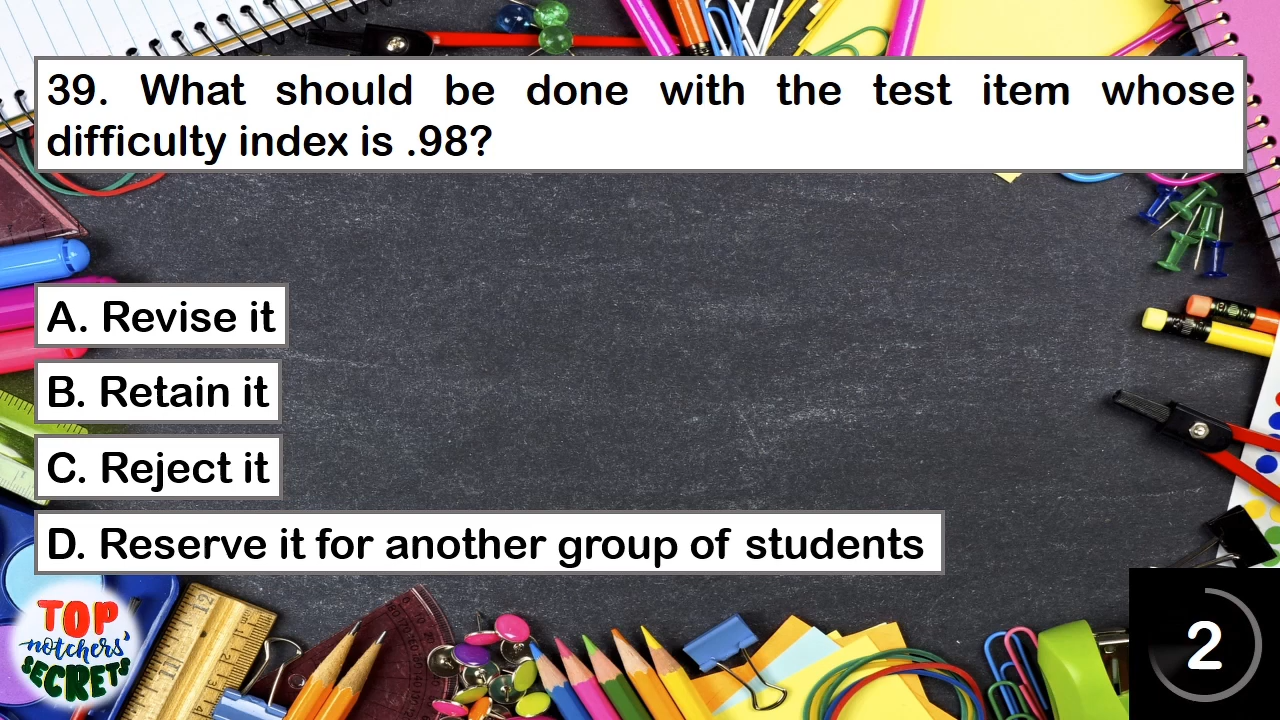 39. What should be done with the test item whose
difficulty index is .98?
A. Revise it
B. Retain it
C. Reject it
D. Reserve it for another group of students
TOP
notchers'
SECRETS
2